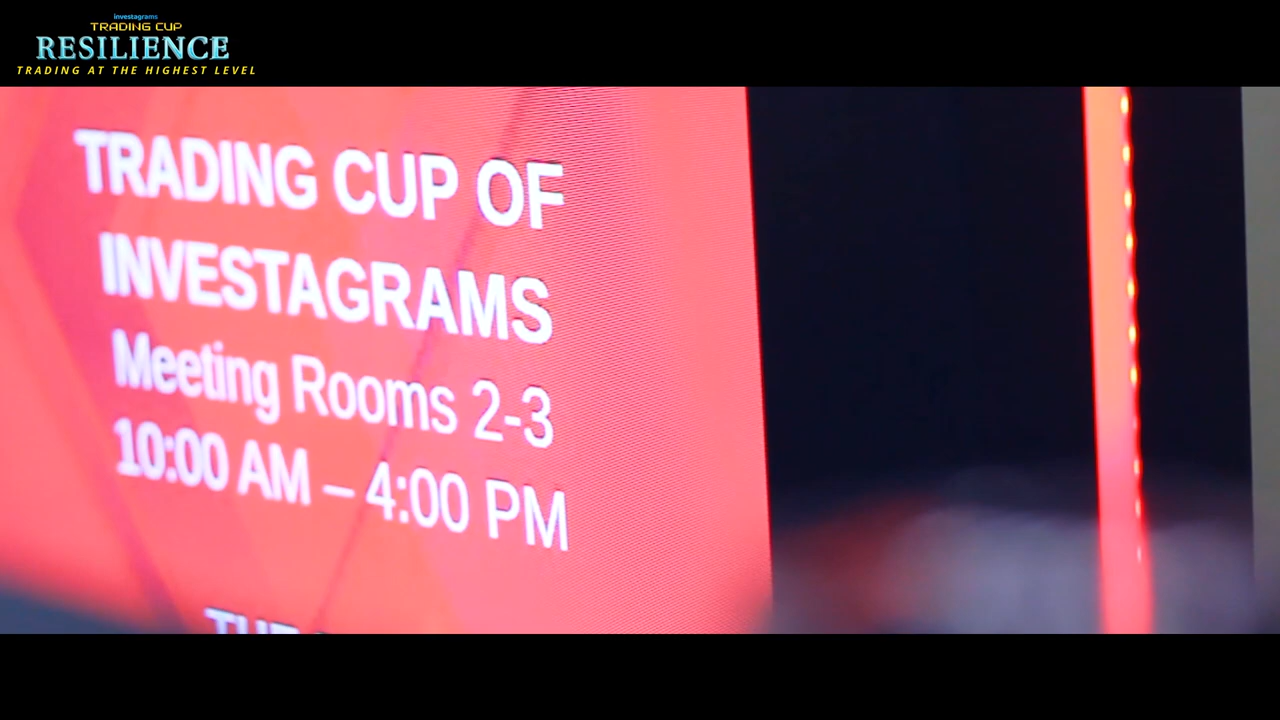 investagrams
TRADING CUP
RESILIENCE
TRADING AT THE HIGHEST LEVEL
TRADING CUP OF
INVESTAGRAMS
Meeting Rooms 2-3
10:00 AM – 4:00 PM